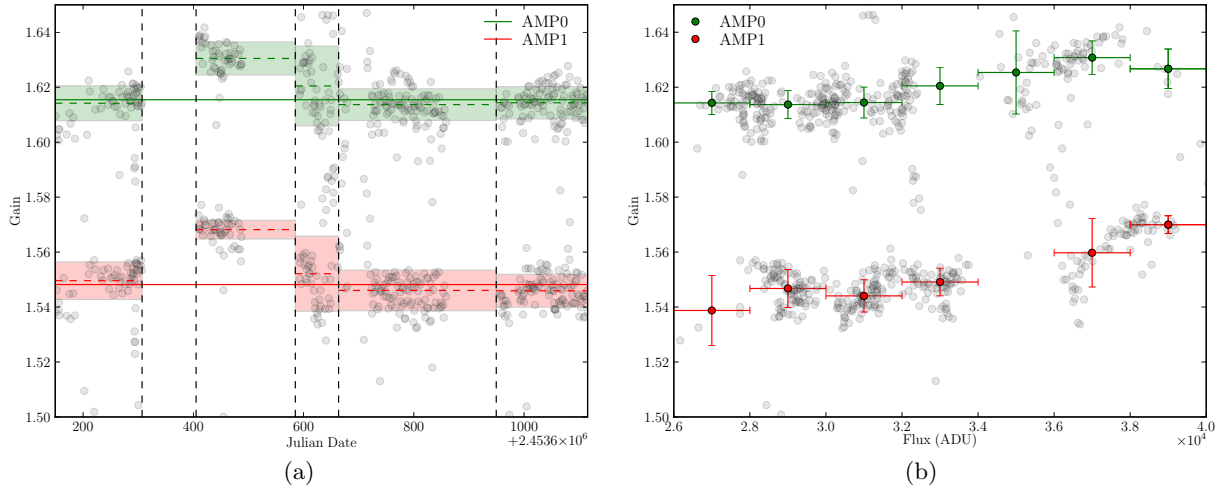 1.64
1.62
1.60
1.58
1.56
1.54
1.52
1.50
Gain
AMP0
AMP1
200 400 600 800 1000
Julian Date
+2.4536×10⁶
(a)
1.64
1.62
1.60
1.58
1.56
1.54
1.52
1.50
Gain
AMP0
AMP1
2.6 2.8 3.0 3.2 3.4 3.6 3.8 4.0
Flux (ADU)
×10⁴
(b)